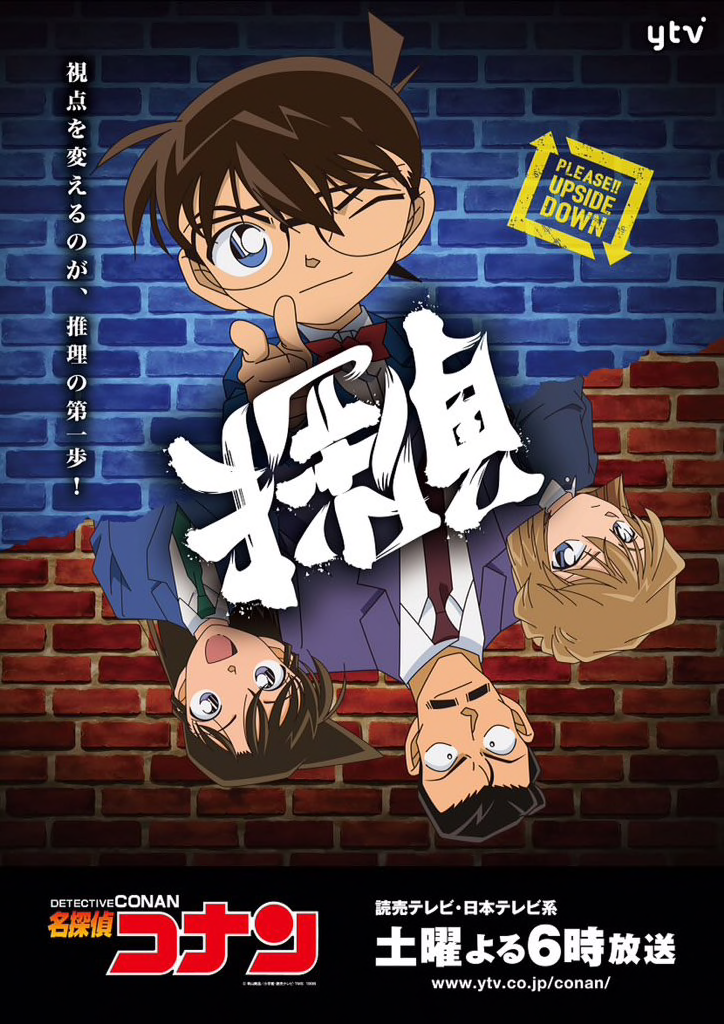 ytv
視点を変えるのが、推理の第一歩!
PLEASE!!
UPSIDE
DOWN
探偵
DETECTIVE CONAN
名探偵
コナン
読売テレビ・日本テレビ系
土曜よる6時放送
www.ytv.co.jp/conan/